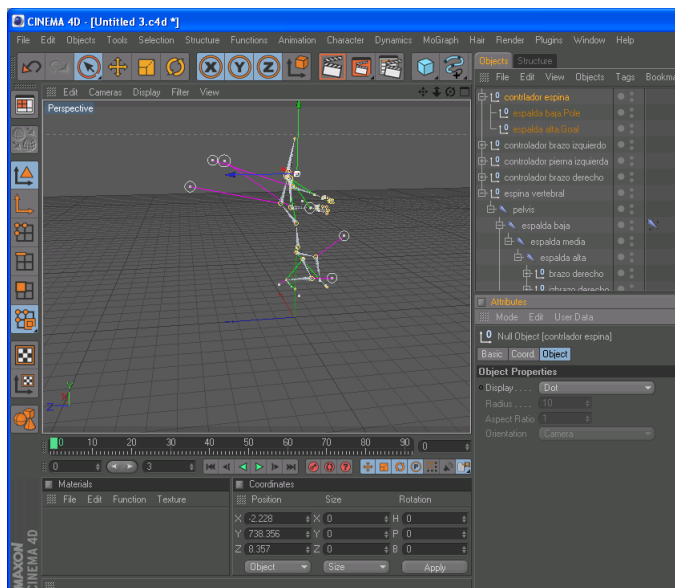 CINEMA 4D - [Untitled 3.c4d *]
File Edit Objects Tools Selection Structure Functions Animation Character Dynamics MoGraph Hair Render Plugins Window Help
Objects Structure
File Edit View Objects Tags Bookma
Edit Cameras Display Filter View
Perspective
contrlador espina
espalda baja.Pole
espalda alta.Goal
controlador brazo izquierdo
controlador pierna izquierda
controlador brazo derecho
espina vertebral
pelvis
espalda baja
espalda media
espalda alta
brazo derecho
izbrazo derecho
Attributes
Mode Edit User Data
Null Object [contrlador espina]
Basic Coord. Object
Object Properties
Display . . . . Dot
Radius . . . . 10
Aspect Ratio 1
Orientation Camera
Y
X
Z
0 10 20 30 40 50 60 70 80 90 0
0 3
Materials
File Edit Function Texture
Coordinates
Position Size Rotation
X -2.228 X 0 H 0
Y 738.356 Y 0 P 0
Z 8.357 Z 0 B 0
Object Size Apply
MAXON
CINEMA 4D